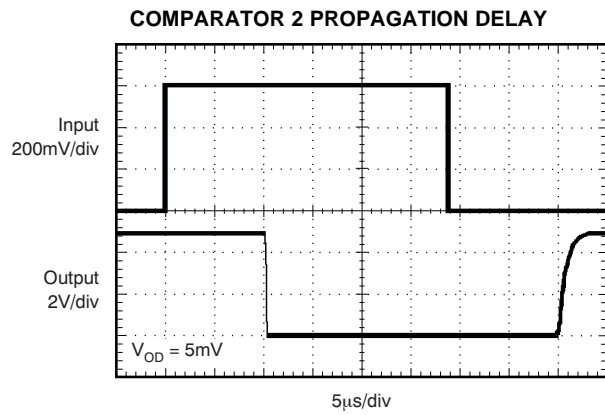 COMPARATOR 2 PROPAGATION DELAY
Input
200mV/div
Output
2V/div
V_OD = 5mV
5μs/div